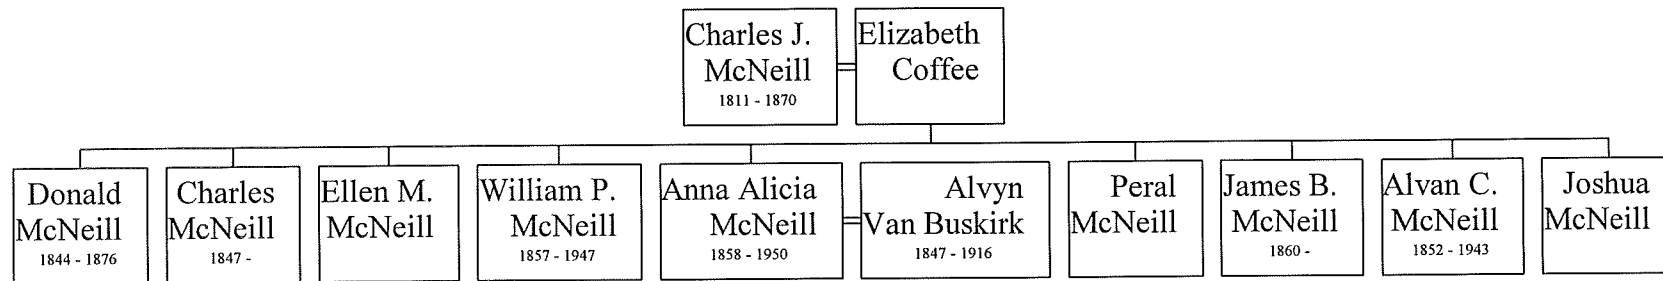 Charles J.
McNeill
1811 - 1870
Elizabeth
Coffee
Donald
McNeill
1844 - 1876
Charles
McNeill
1847 -
Ellen M.
McNeill
William P.
McNeill
1857 - 1947
Anna Alicia
McNeill
1858 - 1950
Alvyn
Van Buskirk
1847 - 1916
Peral
McNeill
James B.
McNeill
1860 -
Alvan C.
McNeill
1852 - 1943
Joshua
McNeill